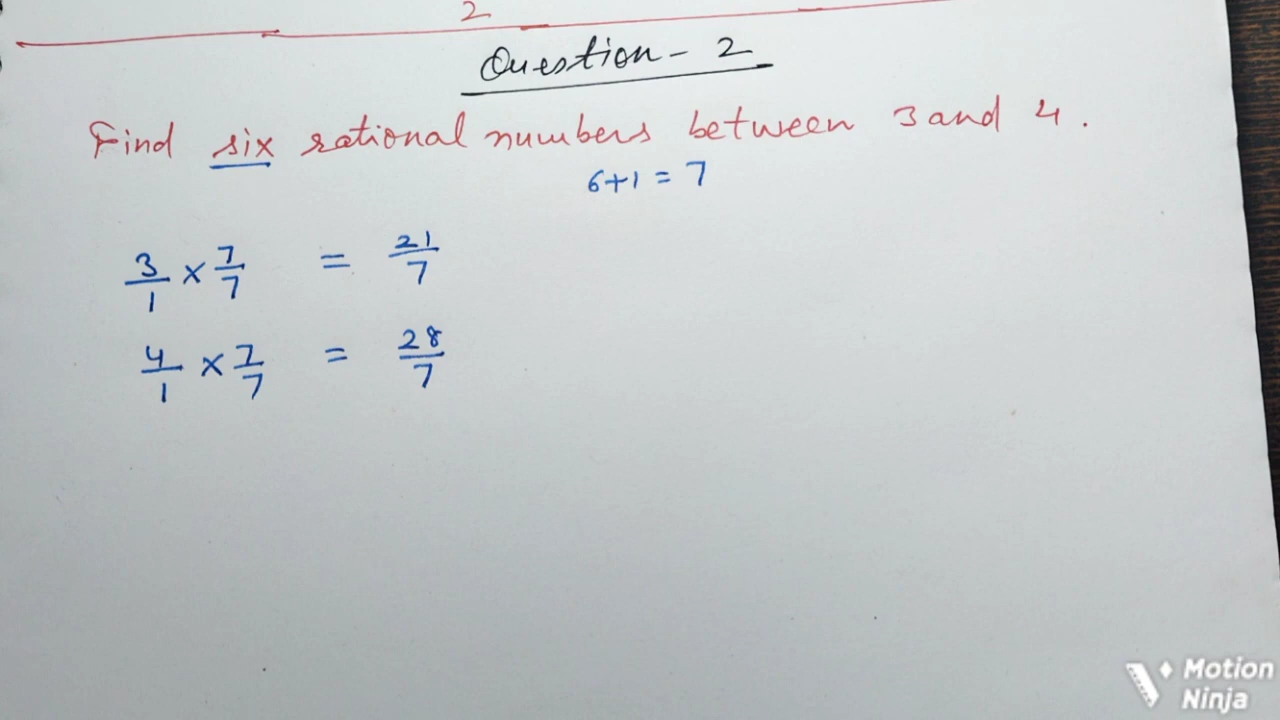 2
Question - 2
Find six rational numbers between 3 and 4.
6+1 = 7
3/1 × 7/7 = 21/7
4/1 × 7/7 = 28/7
Motion
Ninja